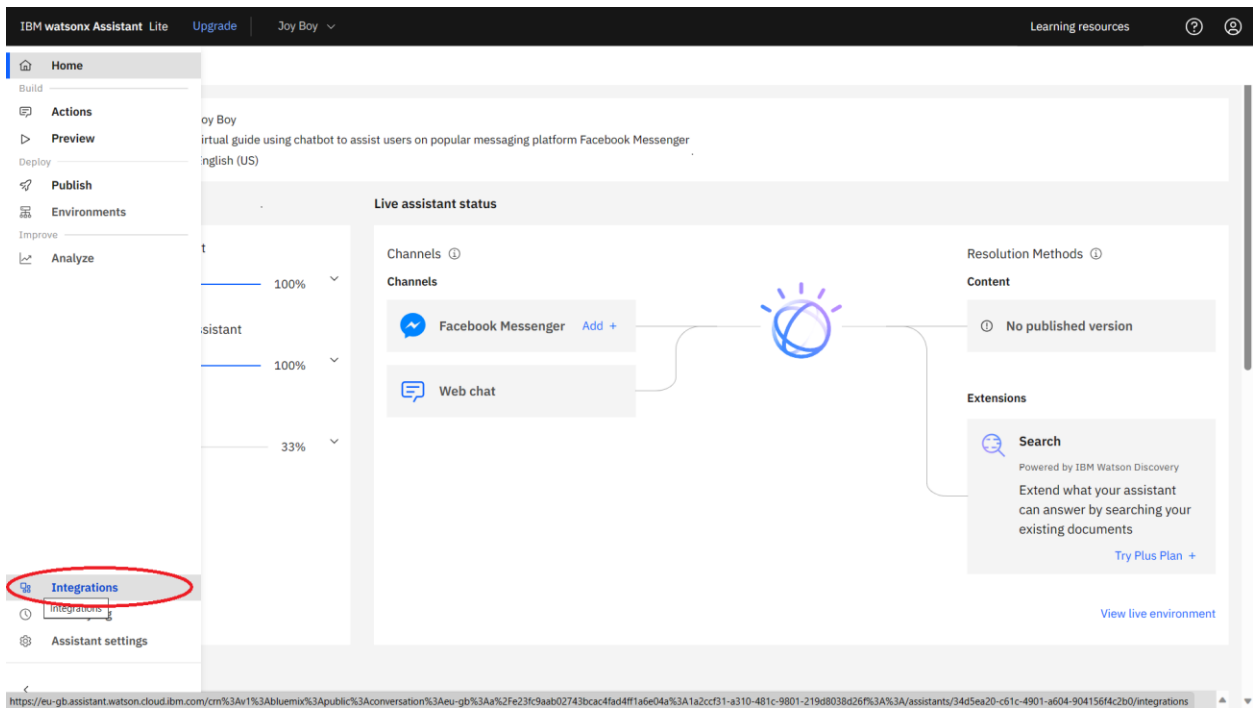 IBM watsonx Assistant Lite Upgrade Joy Boy Learning resources
Home
Build
Actions
Preview
Deploy
Publish
Environments
Improve
Analyze
Integrations
Integrations
Assistant settings
oy Boy
irtual guide using chatbot to assist users on popular messaging platform Facebook Messenger
nglish (US)
t
100%
sistant
100%
33%
Live assistant status
Channels
Channels
Facebook Messenger Add +
Web chat
Resolution Methods
Content
No published version
Extensions
Search
Powered by IBM Watson Discovery
Extend what your assistant
can answer by searching your
existing documents
Try Plus Plan +
View live environment
https://eu-gb.assistant.watson.cloud.ibm.com/crn%3Av1%3Abluemix%3Apublic%3Aconversation%3Aeu-gb%3Aa%2Fe23fc9aab02743bcac4fad4ff1a6e04a%3A1a2ccf31-a310-481c-9801-219d8038d26f%3A%3A/assistants/34d5ea20-c61c-4901-a604-904156f4c2b0/integrations